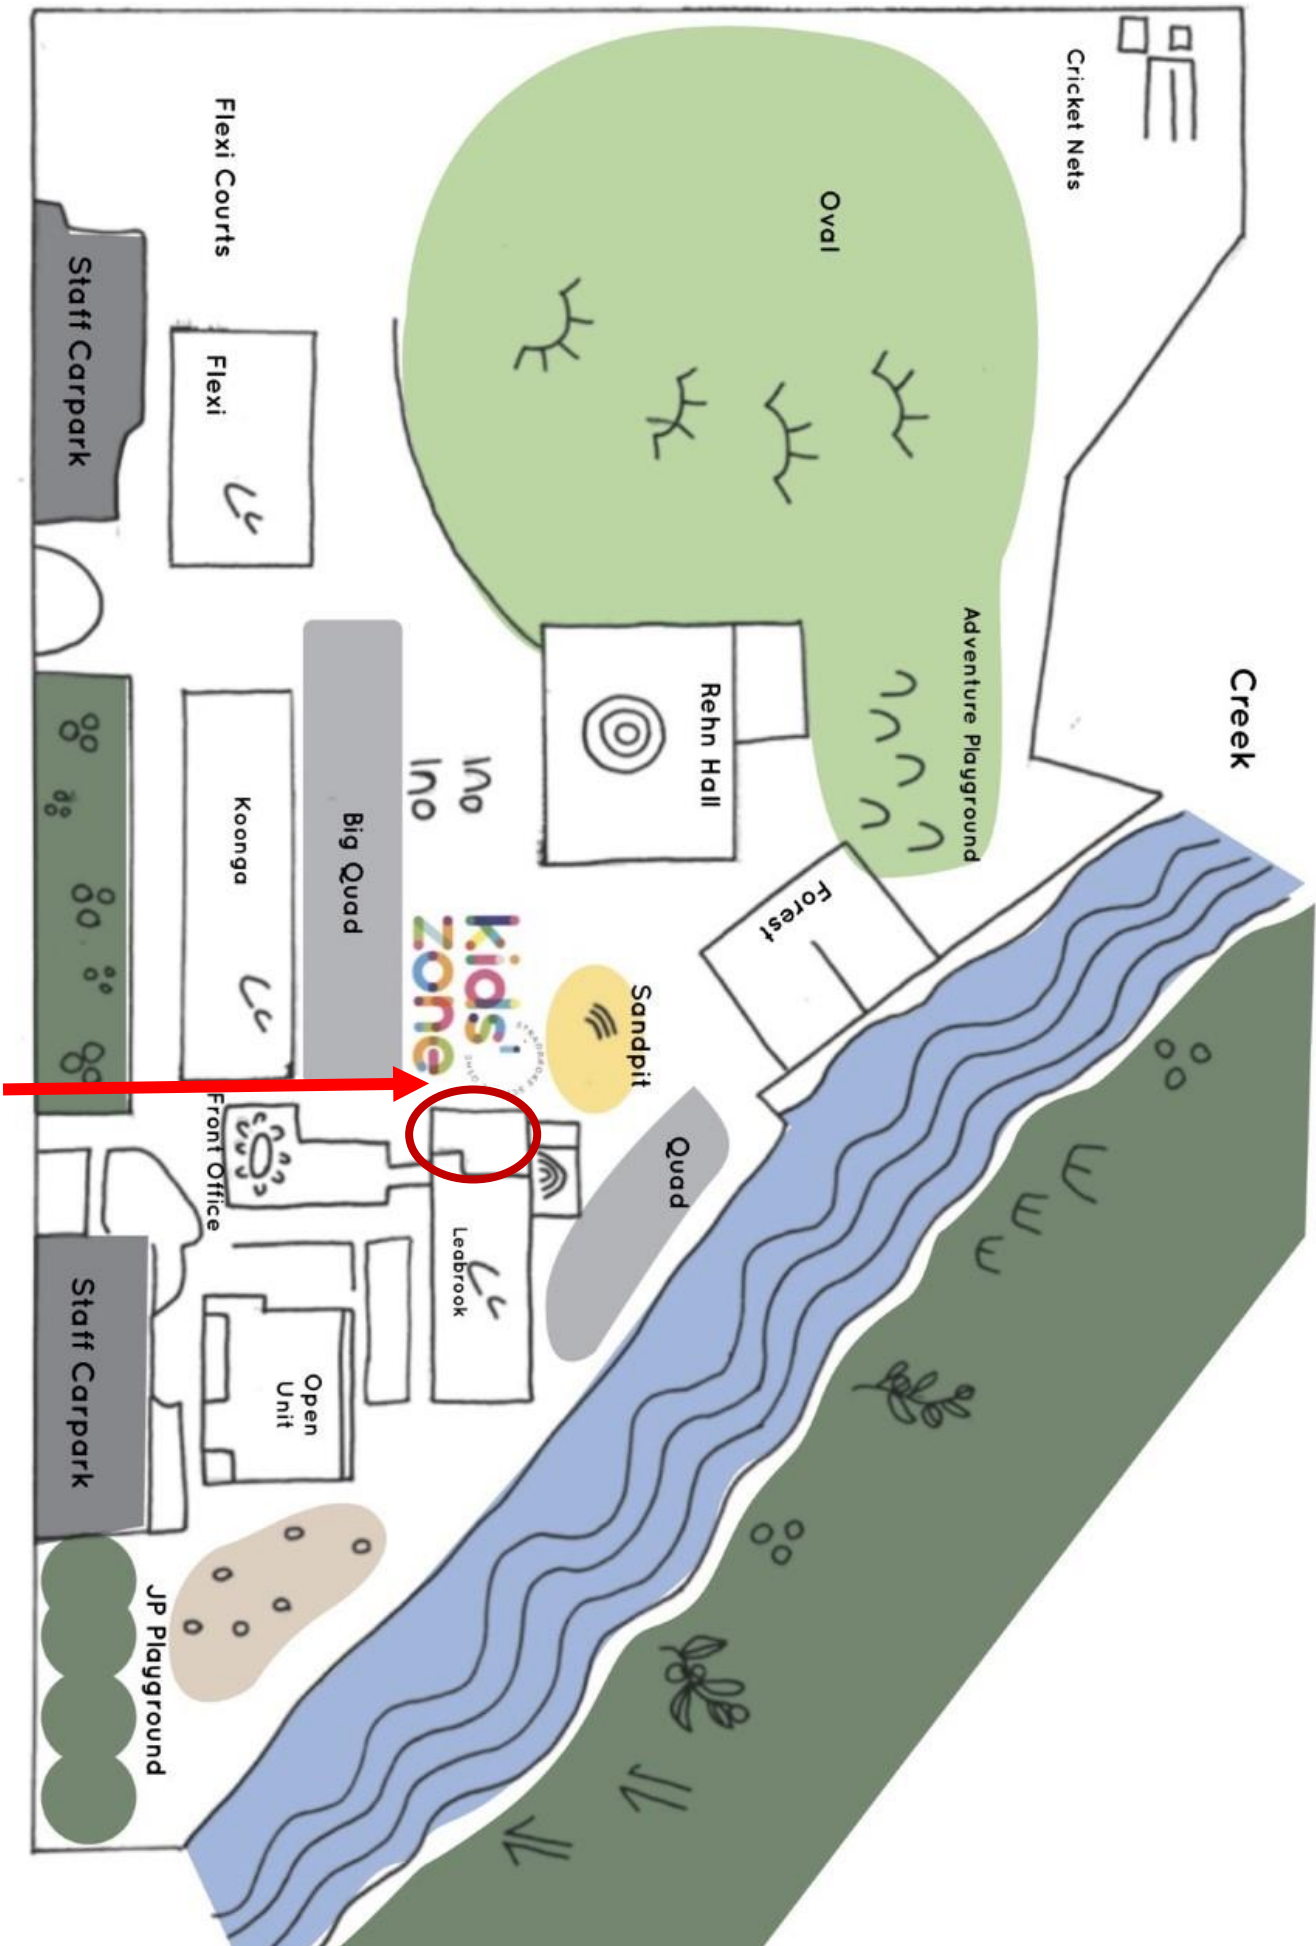 Creek
Cricket Nets
Oval
Flexi Courts
Staff Carpark
Flexi
Adventure Playground
Rehn Hall
Forest
Big Quad
Koonga
kids'
zone
Sandpit
Quad
Front Office
Leabrook
Open
Unit
Staff Carpark
JP Playground